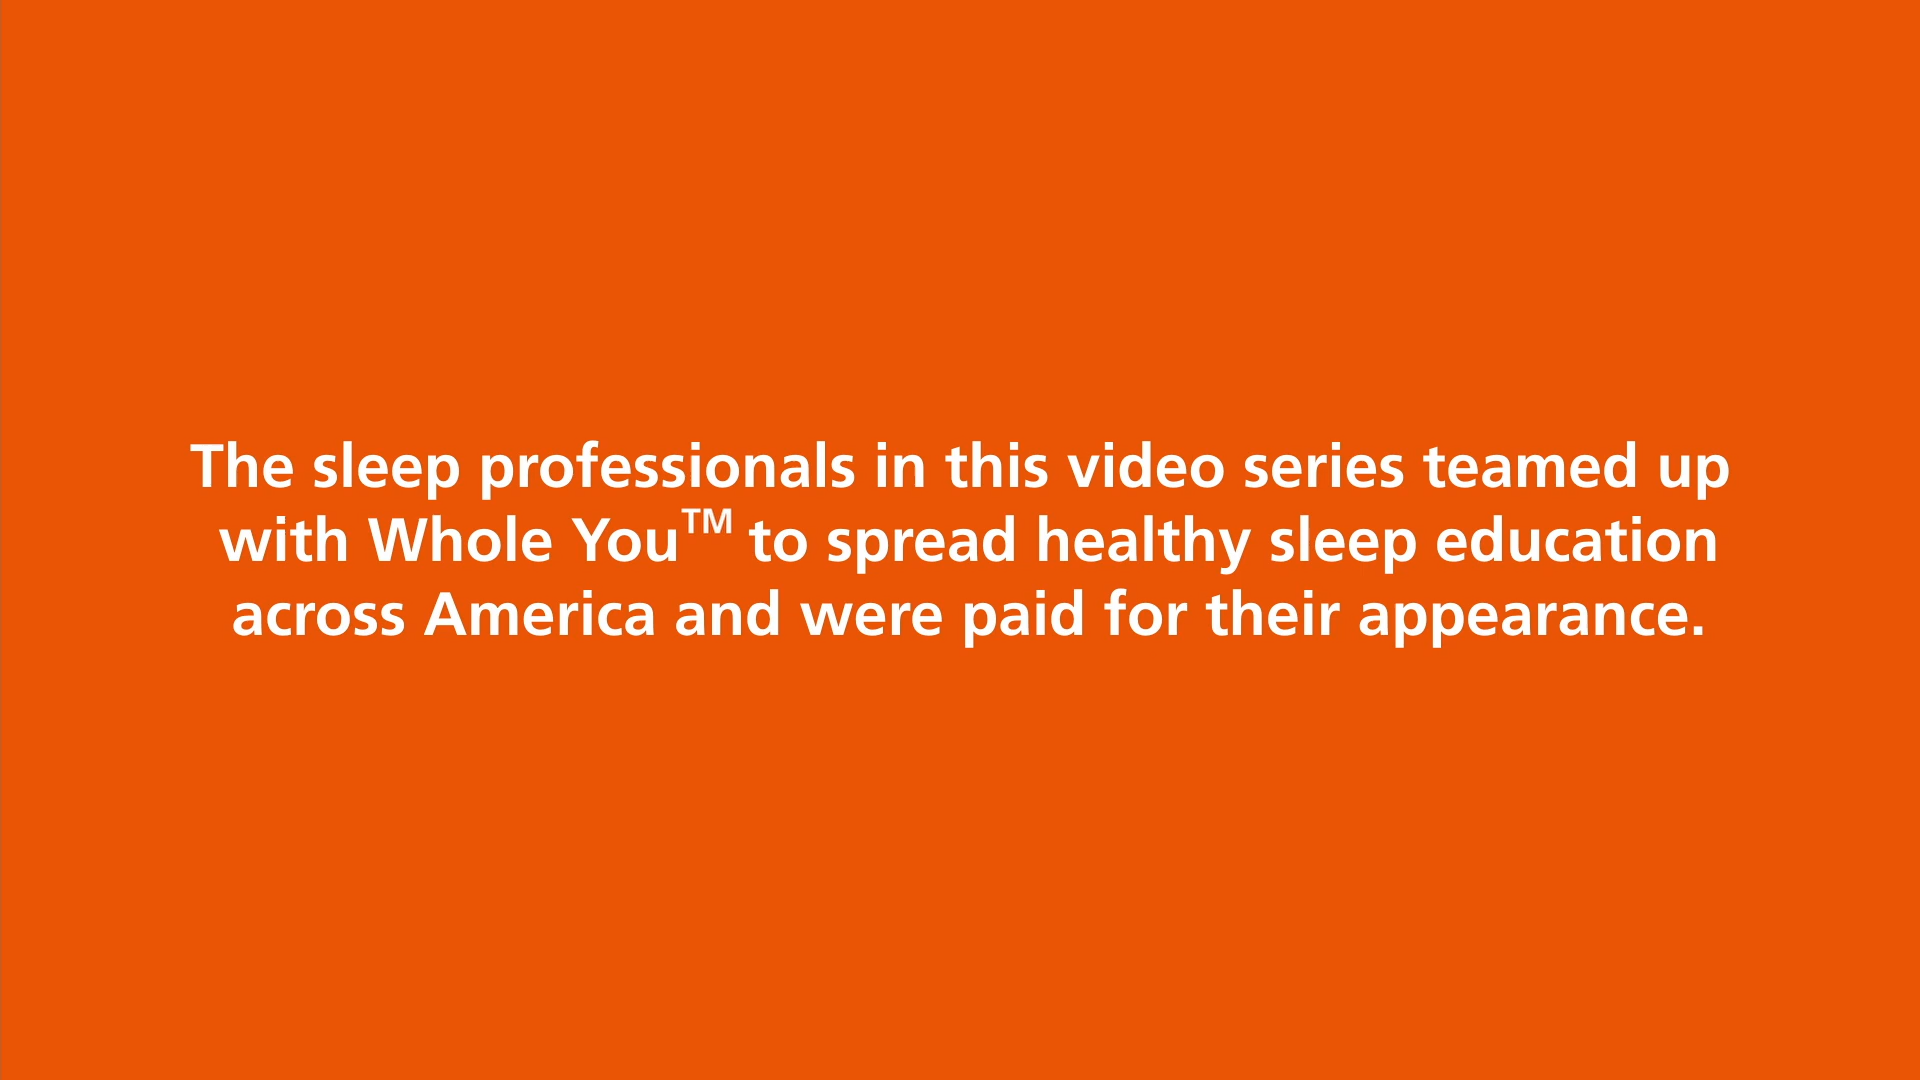 The sleep professionals in this video series teamed up
with Whole You™ to spread healthy sleep education
across America and were paid for their appearance.